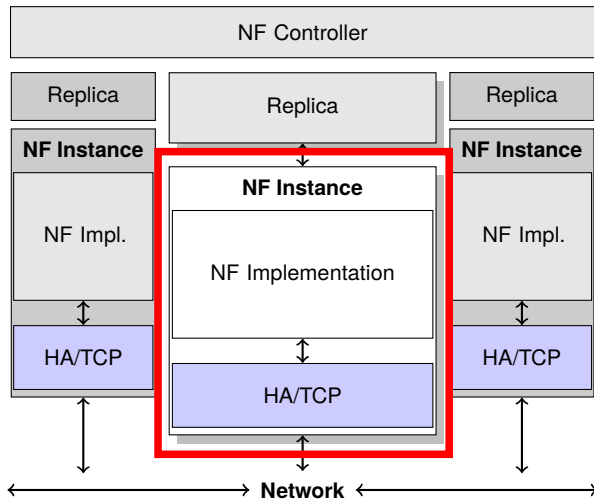 NF Controller
Replica
Replica
Replica
NF Instance
NF Instance
NF Instance
NF Impl.
NF Implementation
NF Impl.
HA/TCP
HA/TCP
HA/TCP
Network